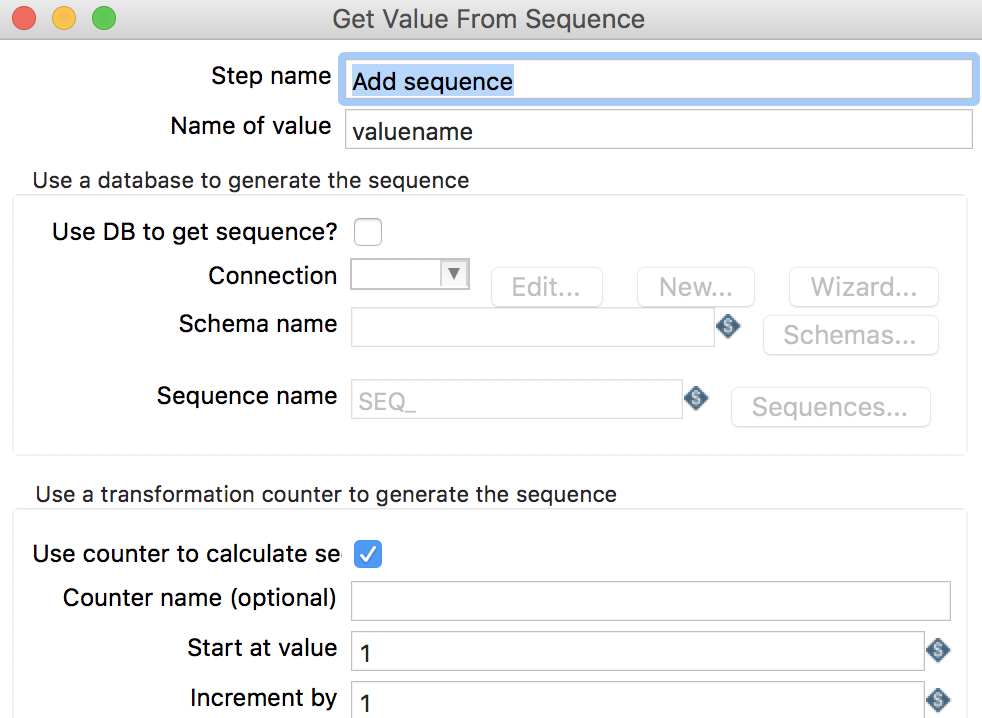 Get Value From Sequence
Step name Add sequence
Name of value valuename
Use a database to generate the sequence
Use DB to get sequence?
Connection Edit... New... Wizard...
Schema name $ Schemas...
Sequence name SEQ_ $ Sequences...
Use a transformation counter to generate the sequence
Use counter to calculate se
Counter name (optional)
Start at value 1 $
Increment by 1 $